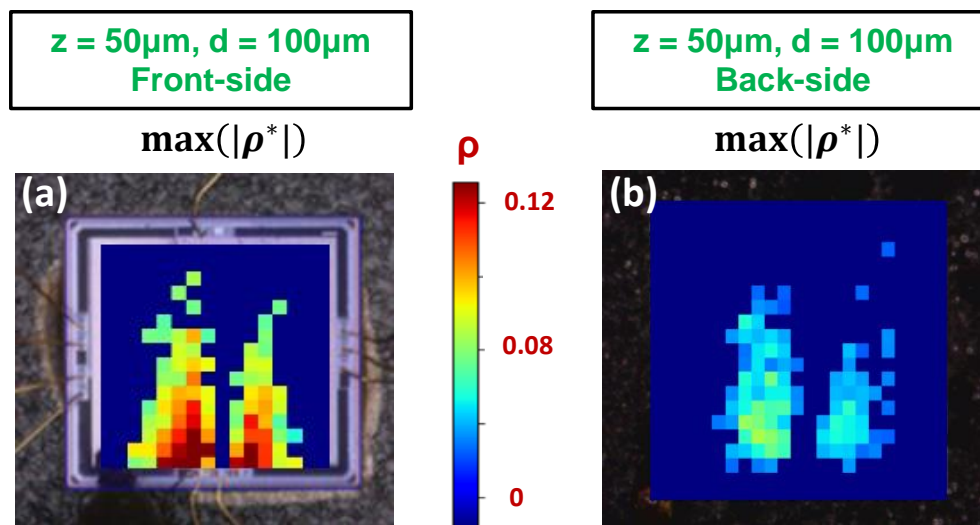 z = 50µm, d = 100µm
Front-side
max(|ρ*|)
(a)
ρ
0.12
0.08
0
z = 50µm, d = 100µm
Back-side
max(|ρ*|)
(b)